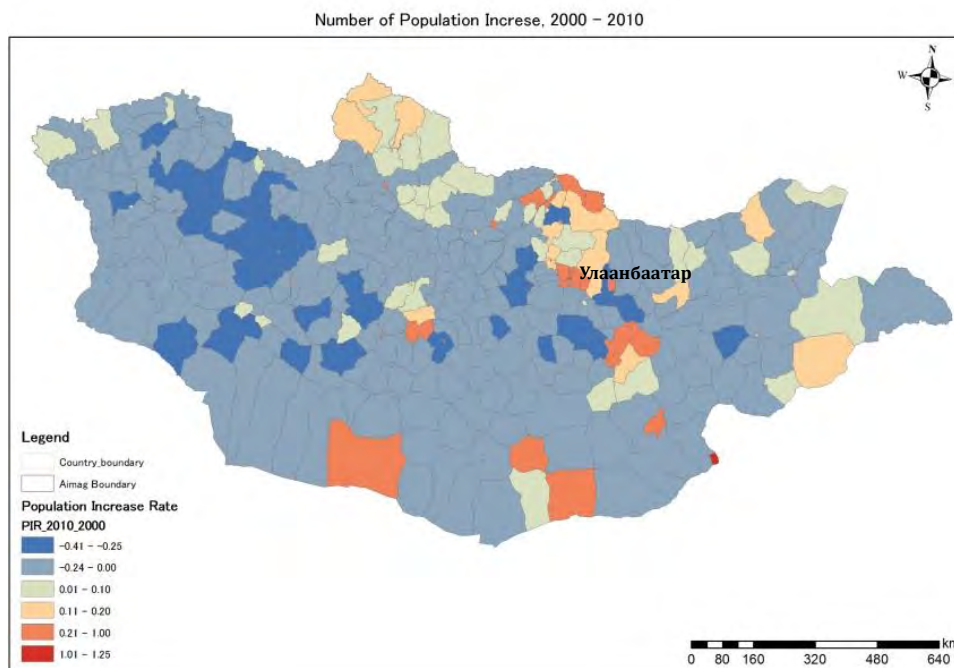 Number of Population Increse, 2000 - 2010
N
W
S
Улаанбаатар
Legend
Country_boundary
Aimag Boundary
Population Increase Rate
PIR_2010_2000
-0.41 - -0.25
-0.24 - 0.00
0.01 - 0.10
0.11 - 0.20
0.21 - 1.00
1.01 - 1.25
km
0 80 160 320 480 640